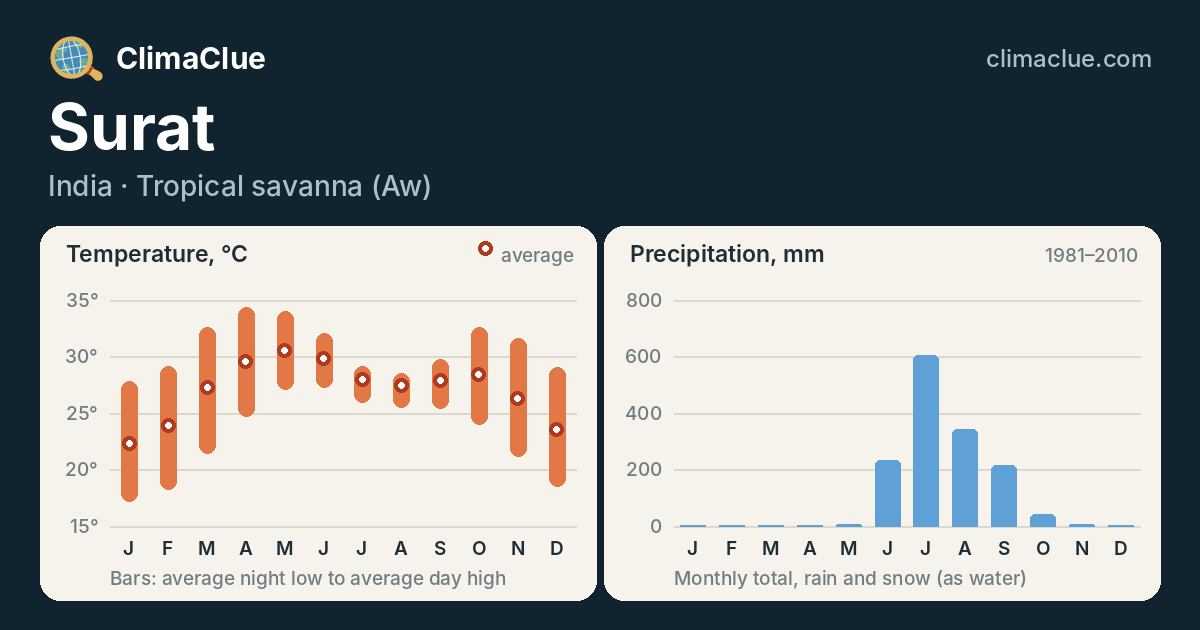 ClimaClue
climaclue.com
Surat
India · Tropical savanna (Aw)
Temperature, °C
average
35°
30°
25°
20°
15°
J F M A M J J A S O N D
Bars: average night low to average day high
Precipitation, mm
1981–2010
800
600
400
200
0
J F M A M J J A S O N D
Monthly total, rain and snow (as water)